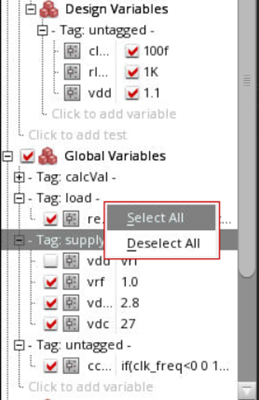 Design Variables
- Tag: untagged -
cl... 100f
rl... 1K
vdd 1.1
Click to add variable
Click to add test
Global Variables
- Tag: calcVal -
- Tag: load -
re...
...
Select All
- Tag: supply
Deselect All
vdd
vrf 1.0
vd... 2.8
vdc 27
- Tag: untagged -
cc... if(clk_freq<0 0 1...
Click to add variable